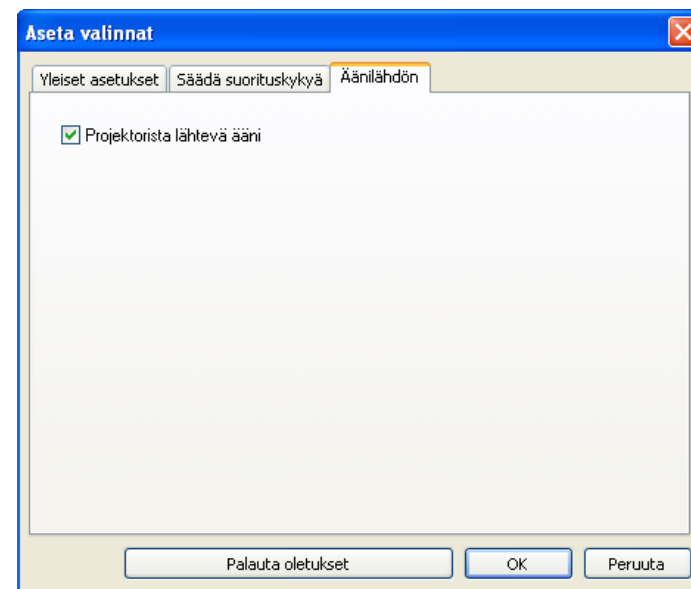 Aseta valinnat
Yleiset asetukset Säädä suorituskykyä Äänilähdön
Projektorista lähtevä ääni
Palauta oletukset OK Peruuta